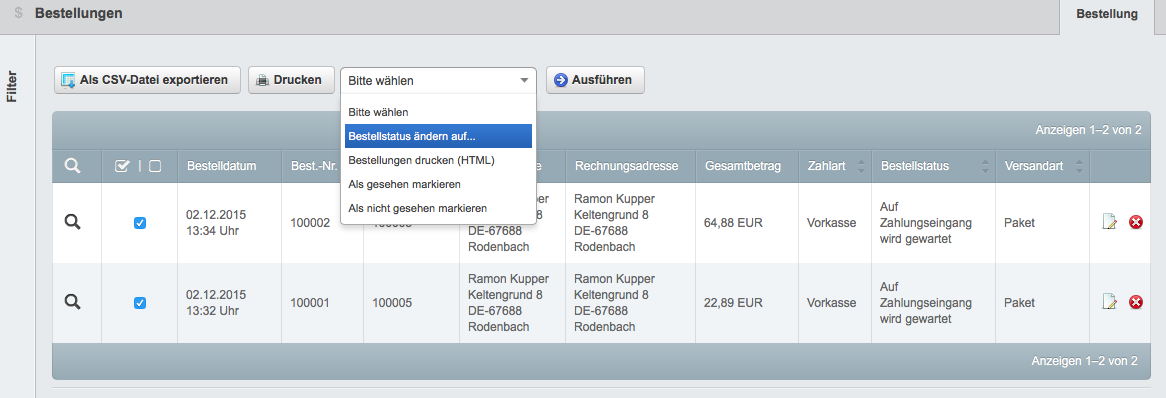 $ Bestellungen
Bestellung
Filter
Als CSV-Datei exportieren
Drucken
Bitte wählen
Ausführen
Bitte wählen
Bestellstatus ändern auf...
Bestellungen drucken (HTML)
Als gesehen markieren
Als nicht gesehen markieren
Anzeigen 1–2 von 2
| Bestelldatum Best.-Nr. Rechnungsadresse Gesamtbetrag Zahlart Bestellstatus Versandart
02.12.2015
13:34 Uhr
100002
Keltengrund 8
DE-67688
Rodenbach
Ramon Kupper
Keltengrund 8
DE-67688
Rodenbach
64,88 EUR
Vorkasse
Auf
Zahlungseingang
wird gewartet
Paket
02.12.2015
13:32 Uhr
100001
100005
Ramon Kupper
Keltengrund 8
DE-67688
Rodenbach
Ramon Kupper
Keltengrund 8
DE-67688
Rodenbach
22,89 EUR
Vorkasse
Auf
Zahlungseingang
wird gewartet
Paket
Anzeigen 1–2 von 2